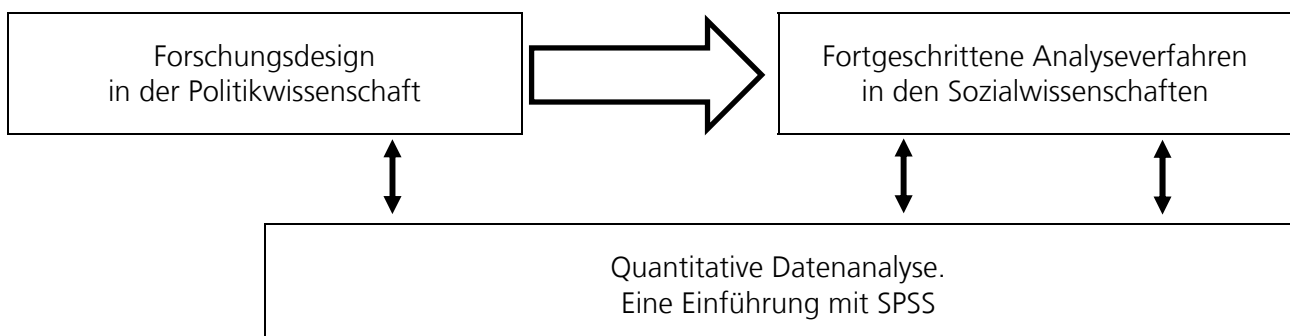 Forschungsdesign
in der Politikwissenschaft
Fortgeschrittene Analyseverfahren
in den Sozialwissenschaften
Quantitative Datenanalyse.
Eine Einführung mit SPSS